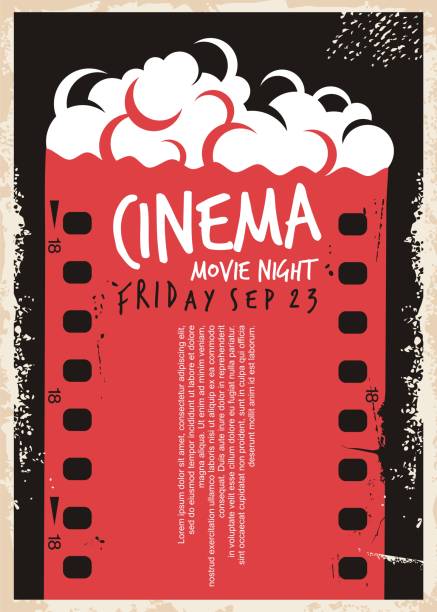 CINEMA
MOVIE NIGHT
FRIDAY SEP 23
Lorem ipsum dolor sit amet,
consectetur adipiscing elit,
sed do eiusmod tempor
incididunt ut labore et dolore
magna aliqua. Ut enim ad
minim veniam, quis nostrud
exercitation ullamco laboris
nisi ut aliquip ex ea commodo
consequat. Duis aute irure
dolor in reprehenderit in
voluptate velit esse cillum
dolore eu fugiat nulla pariatur.
Excepteur sint occaecat
cupidatat non proident, sunt
in culpa qui officia
deserunt mollit anim id
est laborum.
18
18
18
18